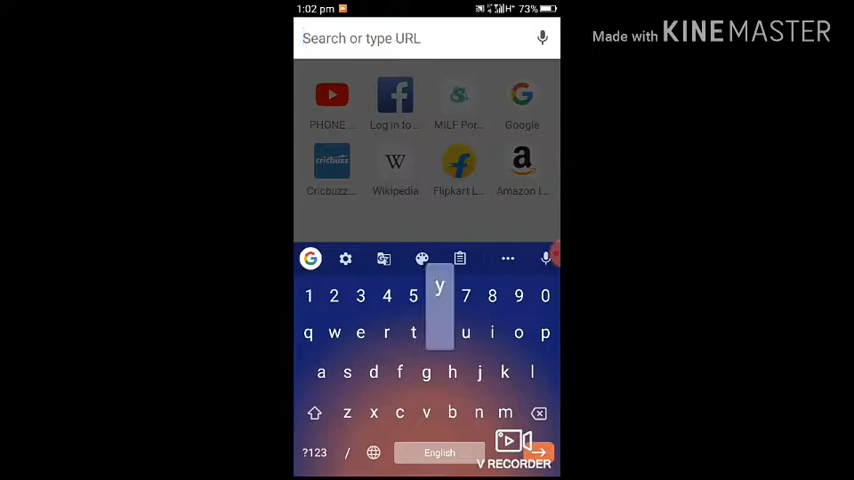 1:02 pm H+ 73%
Made with KINEMASTER
Search or type URL
PHONE... Log in to ... MILF Por... Google
cricbuzz W a
Cricbuzz... Wikipedia Flipkart L... Amazon I...
y
1 2 3 4 5 7 8 9 0
q w e r t u i o p
a s d f g h j k l
z x c v b n m
?123 / English
V RECORDER